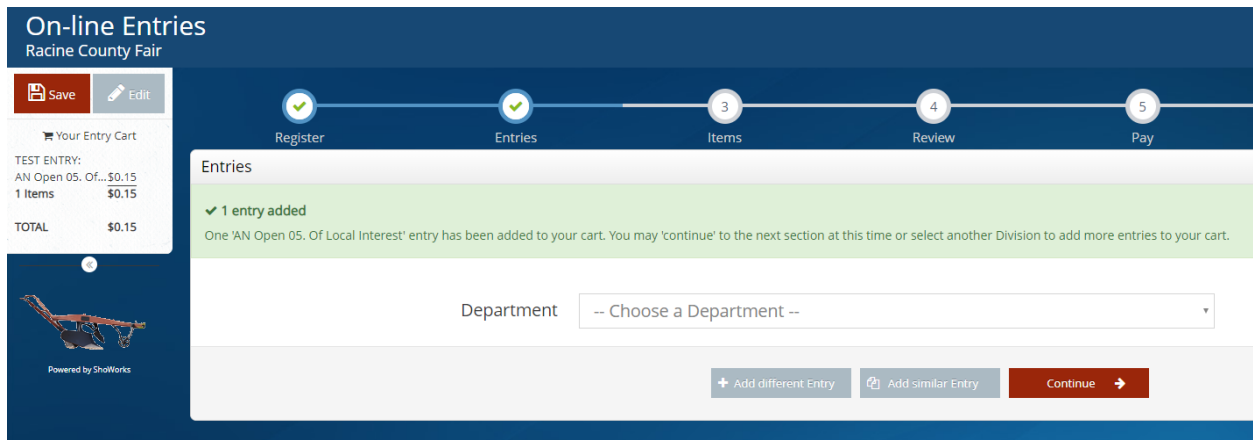 On-line Entries
Racine County Fair
Save
Edit
Your Entry Cart
TEST ENTRY:
AN Open 05. Of... $0.15
1 Items $0.15
TOTAL $0.15
Powered by ShoWorks
3
4
5
Register
Entries
Items
Review
Pay
Entries
1 entry added
One 'AN Open 05. Of Local Interest' entry has been added to your cart. You may 'continue' to the next section at this time or select another Division to add more entries to your cart.
Department
-- Choose a Department --
Add different Entry
Add similar Entry
Continue